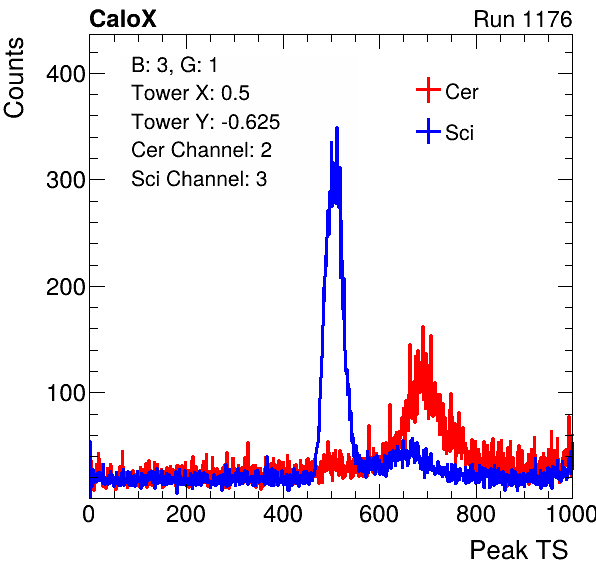 CaloX
Run 1176
Counts
B: 3, G: 1
Tower X: 0.5
Tower Y: -0.625
Cer Channel: 2
Sci Channel: 3
Cer
Sci
400
300
200
100
0 200 400 600 800 1000
Peak TS